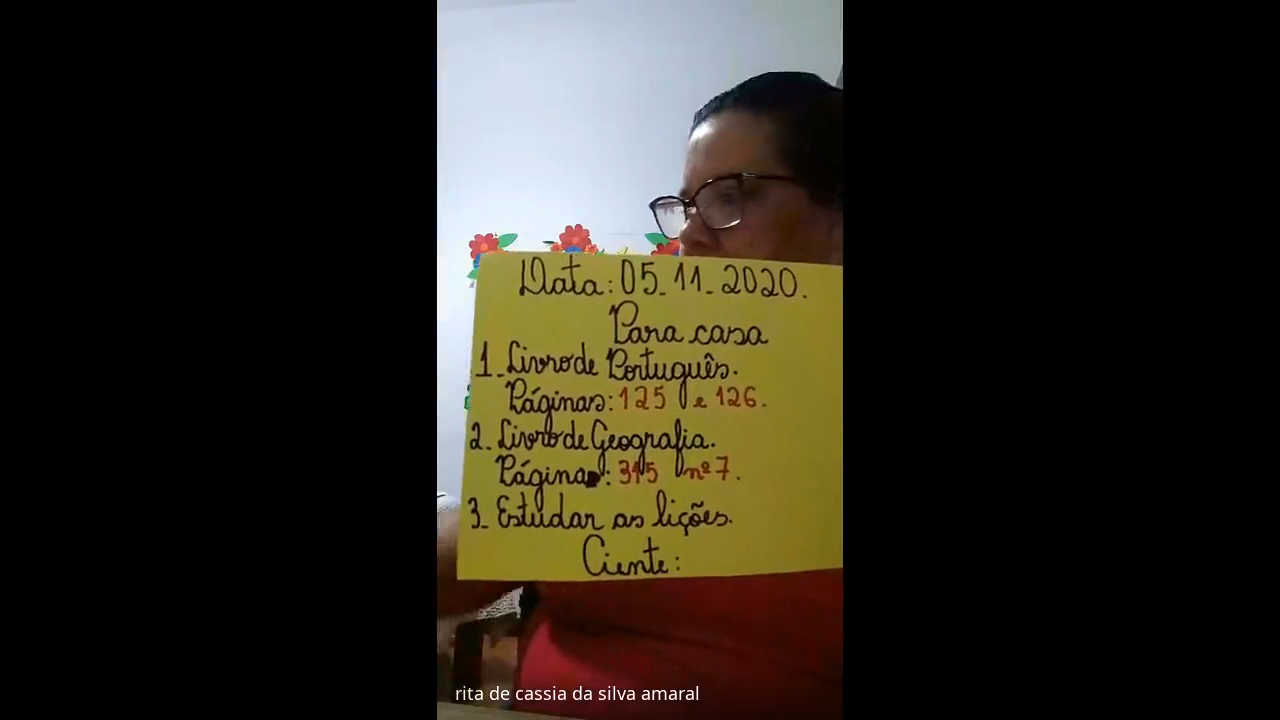 Data: 05-11-2020.
Para casa
1- Livro de Português.
Páginas: 125 e 126.
2- Livro de Geografia.
Página: 315 nº 7.
3- Estudar as lições.
Ciente:
rita de cassia da silva amaral